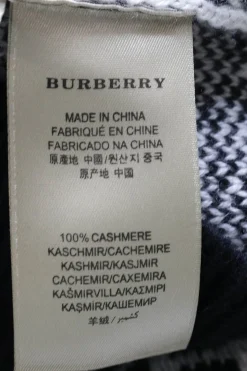 BURBERRY
MADE IN CHINA
FABRIQUÉ EN CHINE
FABRICADO NA CHINA
原產地 中國/원산지 중국
原产地 中国
100% CASHMERE
KASCHMIR/CACHEMIRE
KASHMIR/KASJMIR
CACHEMIR/CAXEMIRA
KAŠMIRVILLA/ΚΑΣΜΙΡΙ
KAŞMİR/КАШЕМИР
羊绒/كشمير